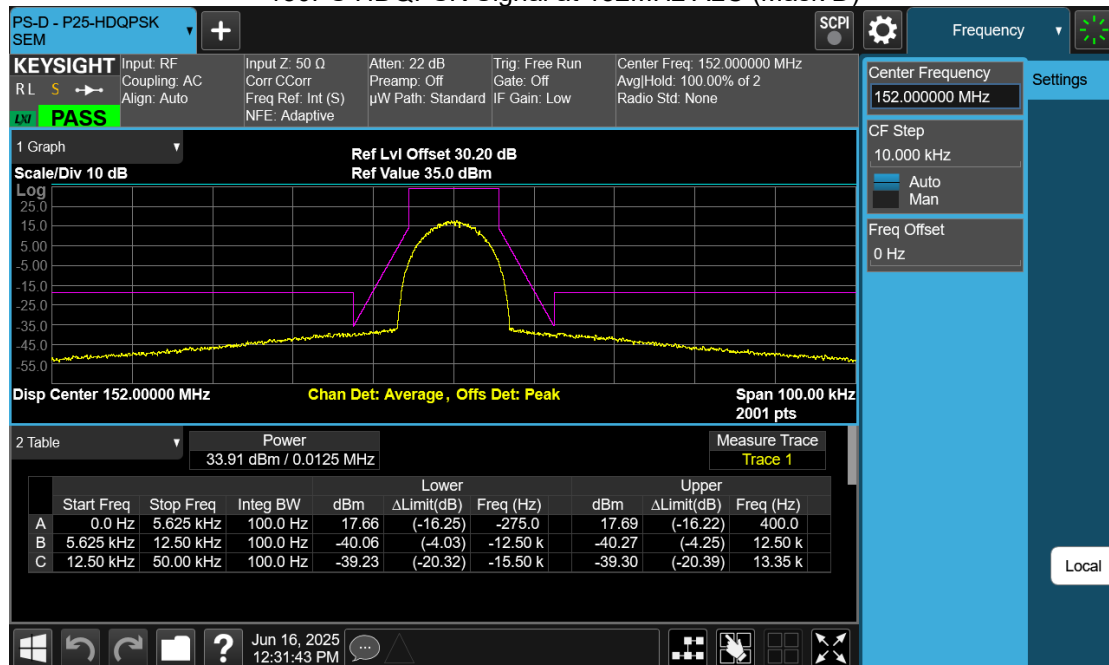 PS-D - P25-HDQPSK
SEM
SCPI
Frequency
KEYSIGHT
RL S
LXI PASS
Input: RF
Coupling: AC
Align: Auto
Input Z: 50 Ω
Corr CCorr
Freq Ref: Int (S)
NFE: Adaptive
Atten: 22 dB
Preamp: Off
µW Path: Standard
Trig: Free Run
Gate: Off
IF Gain: Low
Center Freq: 152.000000 MHz
Avg|Hold: 100.00% of 2
Radio Std: None
Center Frequency
152.000000 MHz
Settings
CF Step
10.000 kHz
Auto
Man
Freq Offset
0 Hz
1 Graph
Scale/Div 10 dB
Ref Lvl Offset 30.20 dB
Ref Value 35.0 dBm
Log
25.0
15.0
5.00
-5.00
-15.0
-25.0
-35.0
-45.0
-55.0
Disp Center 152.00000 MHz
Chan Det: Average, Offs Det: Peak
Span 100.00 kHz
2001 pts
2 Table
Power
33.91 dBm / 0.0125 MHz
Measure Trace
Trace 1
Lower Upper
Start Freq Stop Freq Integ BW dBm ΔLimit(dB) Freq (Hz) dBm ΔLimit(dB) Freq (Hz)
A 0.0 Hz 5.625 kHz 100.0 Hz 17.66 (-16.25) -275.0 17.69 (-16.22) 400.0
B 5.625 kHz 12.50 kHz 100.0 Hz -40.06 (-4.03) -12.50 k -40.27 (-4.25) 12.50 k
C 12.50 kHz 50.00 kHz 100.0 Hz -39.23 (-20.32) -15.50 k -39.30 (-20.39) 13.35 k
Local
?
Jun 16, 2025
12:31:43 PM